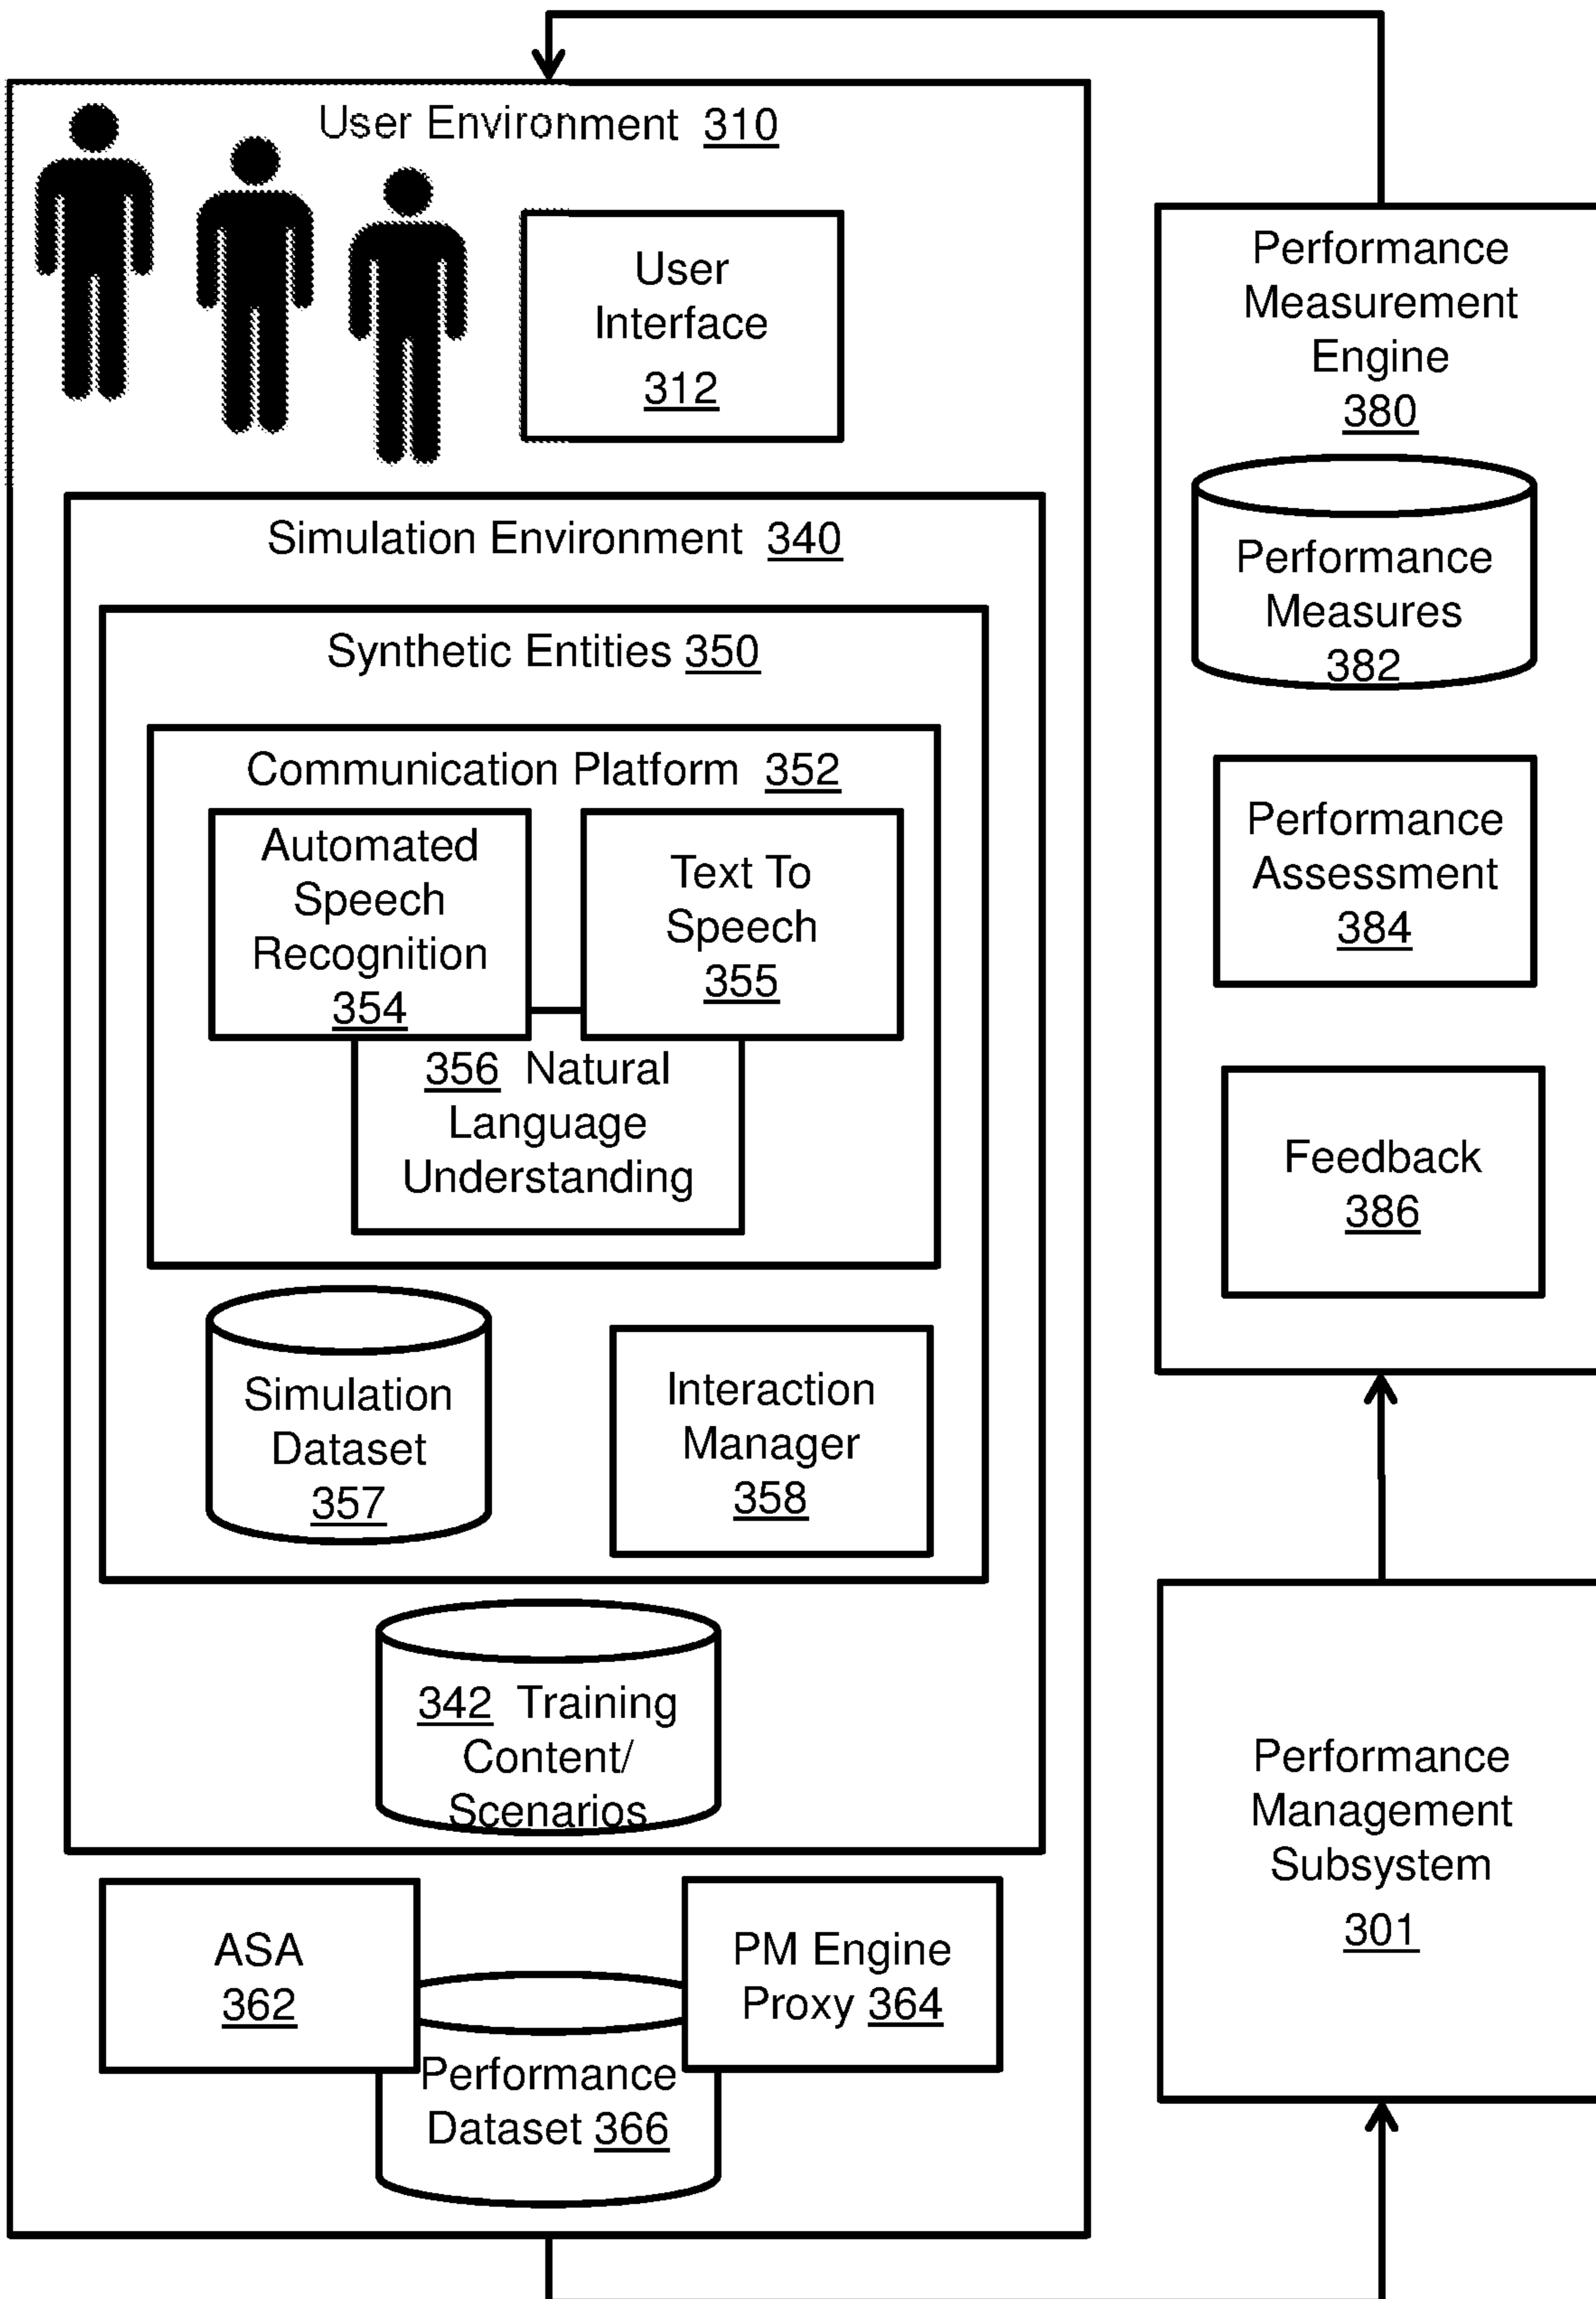 User Environment 310
User
Interface
312
Simulation Environment 340
Synthetic Entities 350
Communication Platform 352
Automated
Speech
Recognition
354
Text To
Speech
355
356 Natural
Language
Understanding
Simulation
Dataset
357
Interaction
Manager
358
342 Training
Content/
Scenarios
ASA
362
PM Engine
Proxy 364
Performance
Dataset 366
Performance
Measurement
Engine
380
Performance
Measures
382
Performance
Assessment
384
Feedback
386
Performance
Management
Subsystem
301